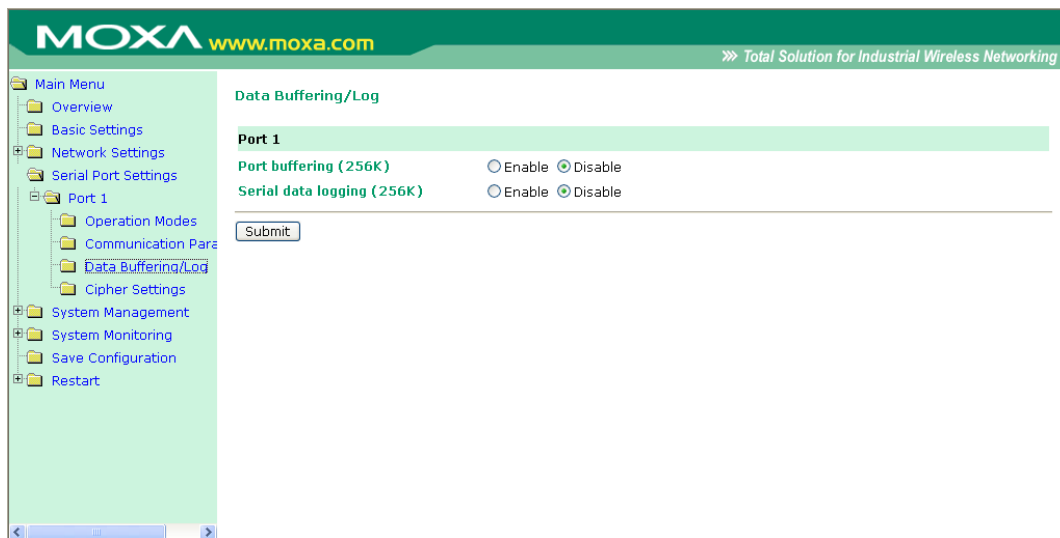 MOXA www.moxa.com
Total Solution for Industrial Wireless Networking
Main Menu
Overview
Basic Settings
Network Settings
Serial Port Settings
Port 1
Operation Modes
Communication Para
Data Buffering/Log
Cipher Settings
System Management
System Monitoring
Save Configuration
Restart
Data Buffering/Log
Port 1
Port buffering (256K) Enable Disable
Serial data logging (256K) Enable Disable
Submit